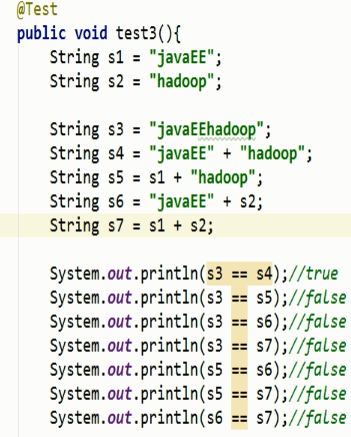 @Test
public void test3(){
String s1 = "javaEE";
String s2 = "hadoop";
String s3 = "javaEEhadoop";
String s4 = "javaEE" + "hadoop";
String s5 = s1 + "hadoop";
String s6 = "javaEE" + s2;
String s7 = s1 + s2;
System.out.println(s3 == s4);//true
System.out.println(s3 == s5);//false
System.out.println(s3 == s6);//false
System.out.println(s3 == s7);//false
System.out.println(s5 == s6);//false
System.out.println(s5 == s7);//false
System.out.println(s6 == s7);//false